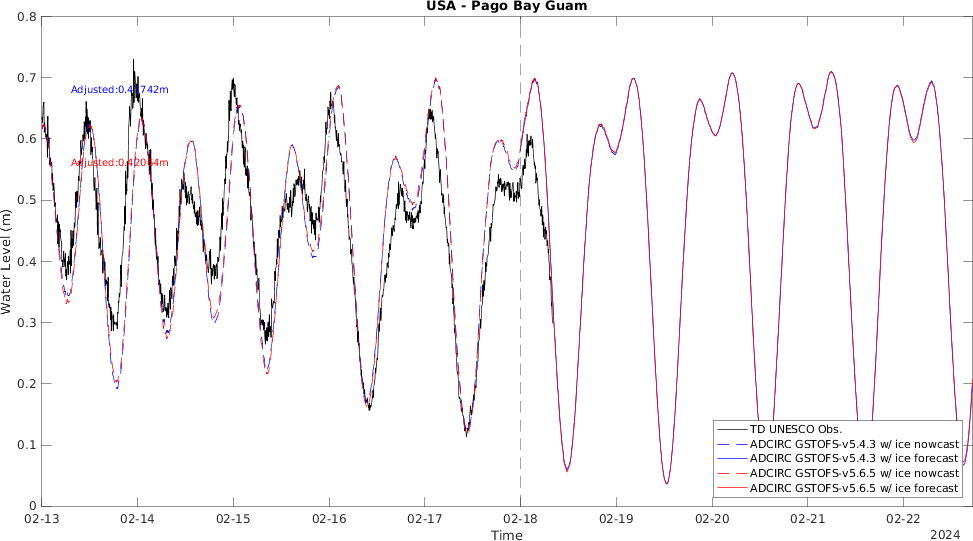 USA - Pago Bay Guam
0.8
0.7
0.6
0.5
0.4
0.3
0.2
0.1
0
Water Level (m)
Adjusted:0.41742m
Adjusted:0.42064m
TD UNESCO Obs.
ADCIRC GSTOFS-v5.4.3 w/ ice nowcast
ADCIRC GSTOFS-v5.4.3 w/ ice forecast
ADCIRC GSTOFS-v5.6.5 w/ ice nowcast
ADCIRC GSTOFS-v5.6.5 w/ ice forecast
02-13 02-14 02-15 02-16 02-17 02-18 02-19 02-20 02-21 02-22
Time
2024